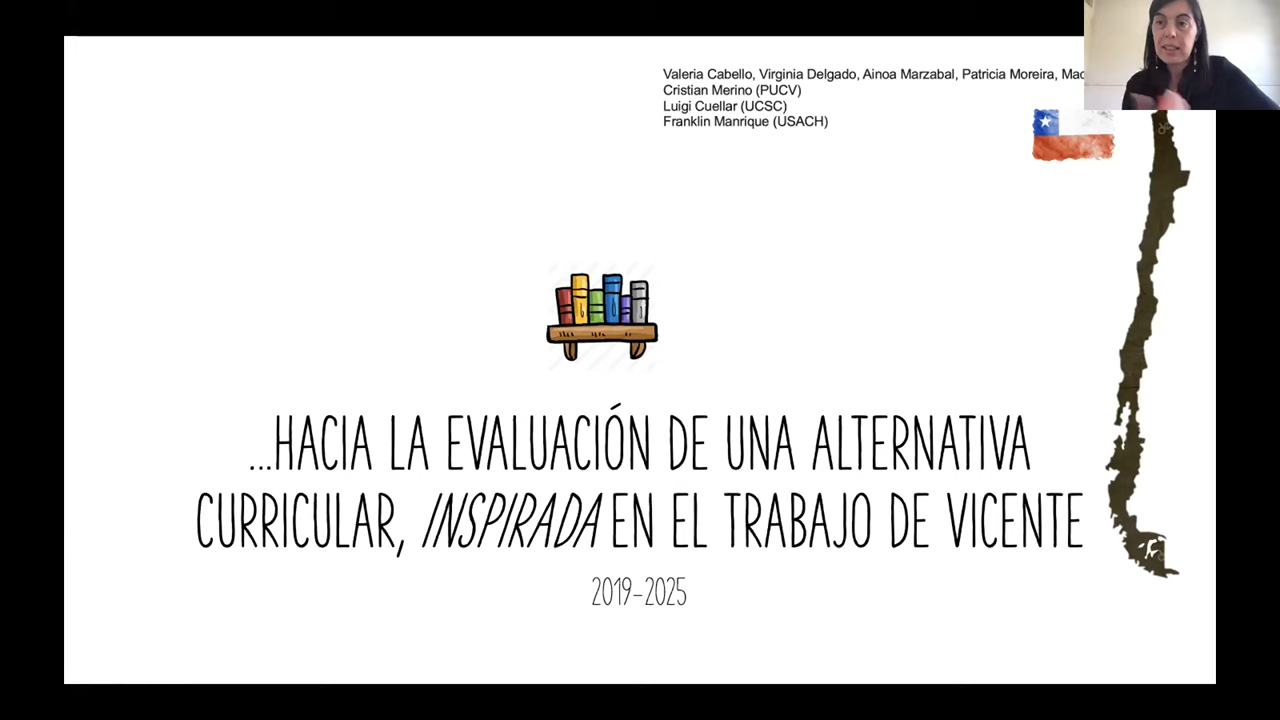 Valeria Cabello, Virginia Delgado, Ainoa Marzabal, Patricia Moreira,
Cristian Merino (PUCV)
Luigi Cuellar (UCSC)
Franklin Manrique (USACH)
...HACIA LA EVALUACIÓN DE UNA ALTERNATIVA
CURRICULAR, INSPIRADA EN EL TRABAJO DE VICENTE
2019-2025